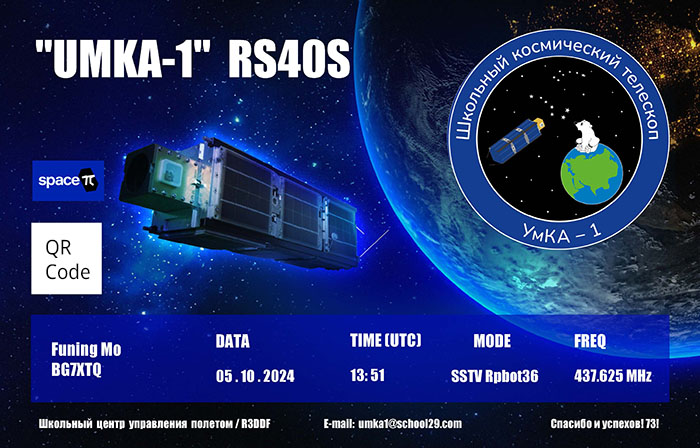 "UMKA-1" RS40S
Школьный космический телескоп
УмКА – 1
space π
QR
Code
Funing Mo
BG7XTQ
DATA
05 . 10 . 2024
TIME (UTC)
13: 51
MODE
SSTV Rpbot36
FREQ
437.625 MHz
Школьный центр управления полетом / R3DDF
E-mail: umka1@school29.com
Спасибо и успехов! 73!